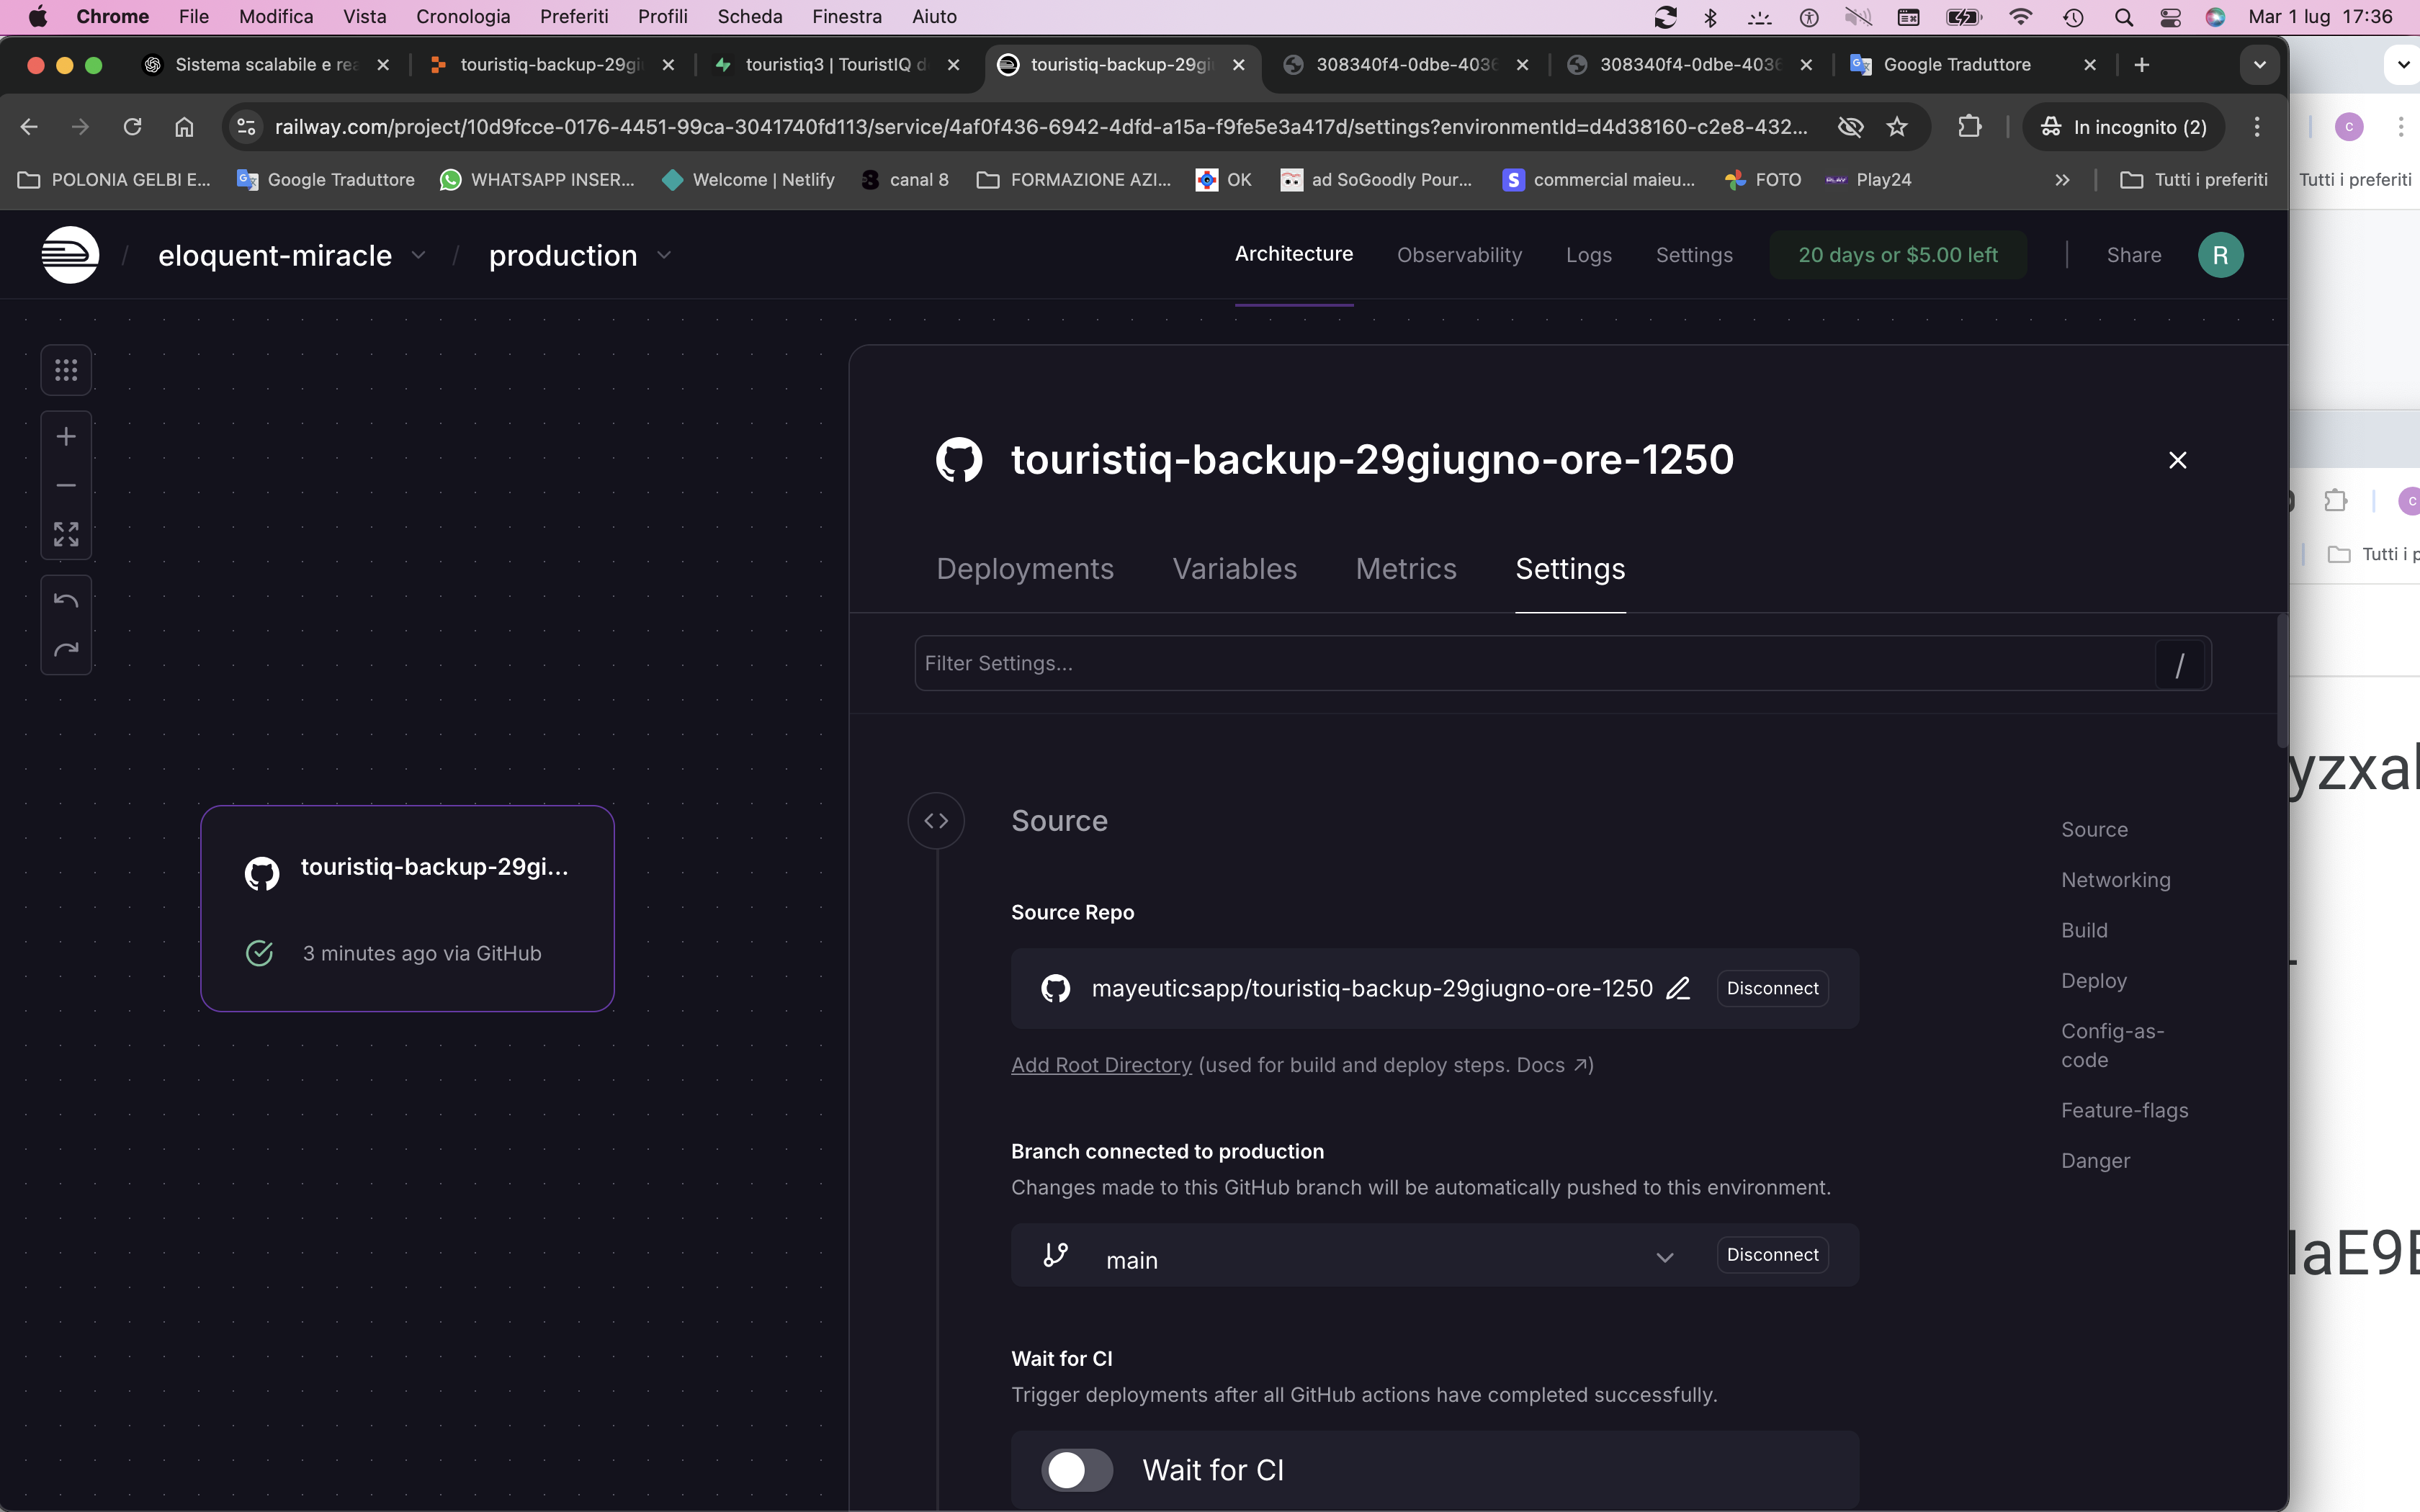 Chrome File Modifica Vista Cronologia Preferiti Profili Scheda Finestra Aiuto Mar 1 lug 17:36
Sistema scalabile e rea touristiq-backup-29gi touristiq3 | TouristIQ d touristiq-backup-29gi 308340f4-0dbe-4036 308340f4-0dbe-4036 Google Traduttore
railway.com/project/10d9fcce-0176-4451-99ca-3041740fd113/service/4af0f436-6942-4dfd-a15a-f9fe5e3a417d/settings?environmentId=d4d38160-c2e8-432... In incognito (2) c
POLONIA GELBI E... Google Traduttore WHATSAPP INSER... Welcome | Netlify canal 8 FORMAZIONE AZI... OK ad SoGoodly Pour... commercial maieu... FOTO Play24 » Tutti i preferiti Tutti i preferiti
/ eloquent-miracle / production Architecture Observability Logs Settings 20 days or $5.00 left Share R
touristiq-backup-29giugno-ore-1250
c
Tutti i p
Deployments Variables Metrics Settings
Filter Settings... /
yzxal
Source
Source
touristiq-backup-29gi...
Networking
Source Repo
Build
3 minutes ago via GitHub
mayeuticsapp/touristiq-backup-29giugno-ore-1250 Disconnect
Deploy
Config-as-
code
Add Root Directory (used for build and deploy steps. Docs ↗)
Feature-flags
Branch connected to production
Danger
Changes made to this GitHub branch will be automatically pushed to this environment.
main Disconnect
aE9
Wait for CI
Trigger deployments after all GitHub actions have completed successfully.
Wait for CI